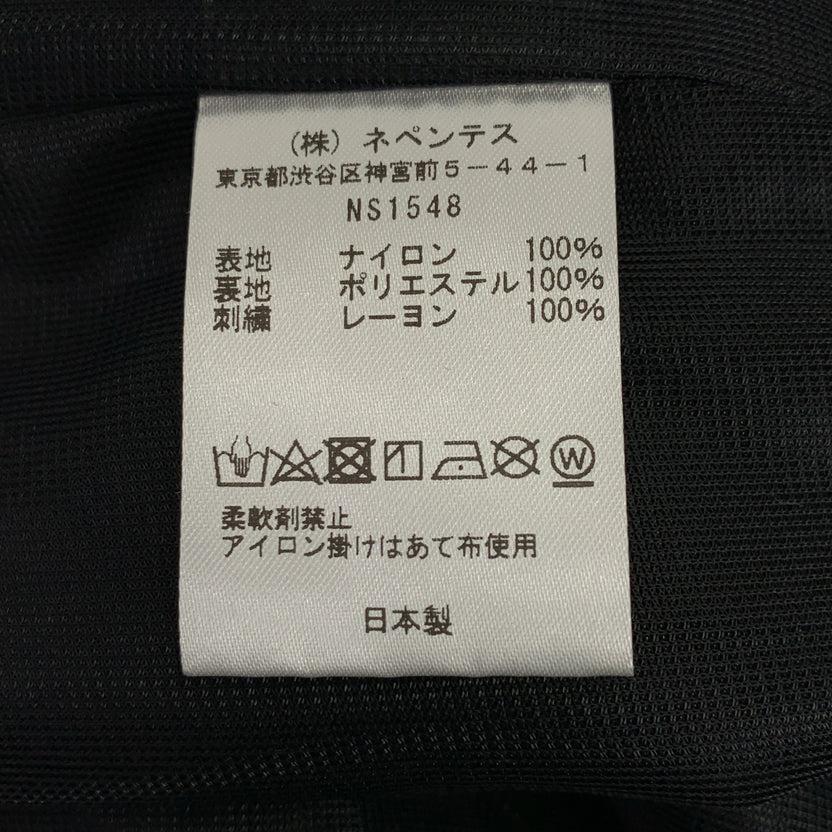 （株）ネペンテス
東京都渋谷区神宮前５－４４－１
NS1548
表地 ナイロン 100%
裏地 ポリエステル 100%
刺繍 レーヨン 100%
W
柔軟剤禁止
アイロン掛けはあて布使用
日本製